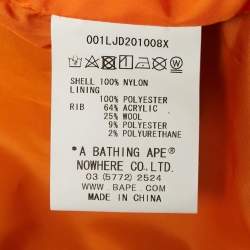 001LJD201008X
SHELL 100% NYLON
LINING
100% POLYESTER
RIB 64% ACRYLIC
25% WOOL
9% POLYESTER
2% POLYURETHANE
*A BATHING APE®
NOWHERE CO.,LTD.
03 (5772) 2524
WWW.BAPE.COM
MADE IN CHINA